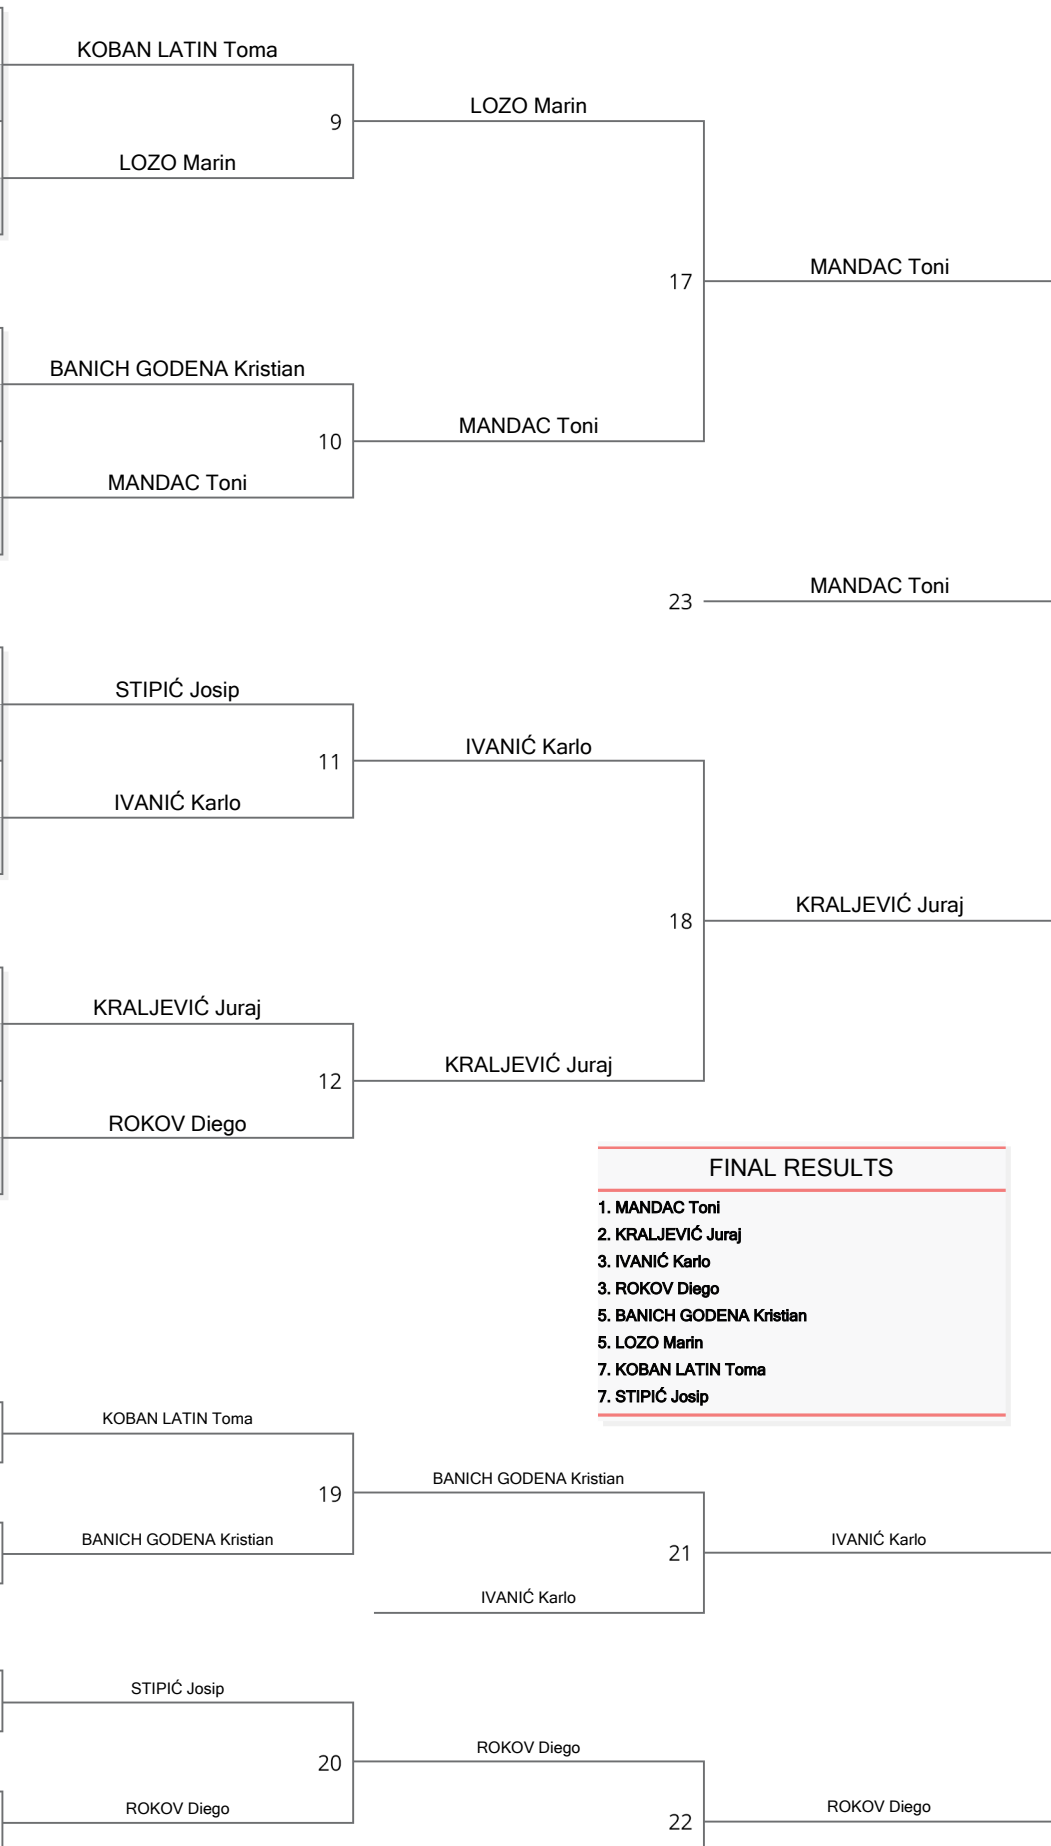 KOBAN LATIN Toma
9
LOZO Marin
LOZO Marin
17
MANDAC Toni
BANICH GODENA Kristian
10
MANDAC Toni
MANDAC Toni
23
MANDAC Toni
STIPIĆ Josip
11
IVANIĆ Karlo
IVANIĆ Karlo
18
KRALJEVIĆ Juraj
KRALJEVIĆ Juraj
12
KRALJEVIĆ Juraj
ROKOV Diego
FINAL RESULTS
1. MANDAC Toni
2. KRALJEVIĆ Juraj
3. IVANIĆ Karlo
3. ROKOV Diego
5. BANICH GODENA Kristian
5. LOZO Marin
7. KOBAN LATIN Toma
7. STIPIĆ Josip
KOBAN LATIN Toma
19
BANICH GODENA Kristian
BANICH GODENA Kristian
21
IVANIĆ Karlo
IVANIĆ Karlo
STIPIĆ Josip
20
ROKOV Diego
ROKOV Diego
22
ROKOV Diego